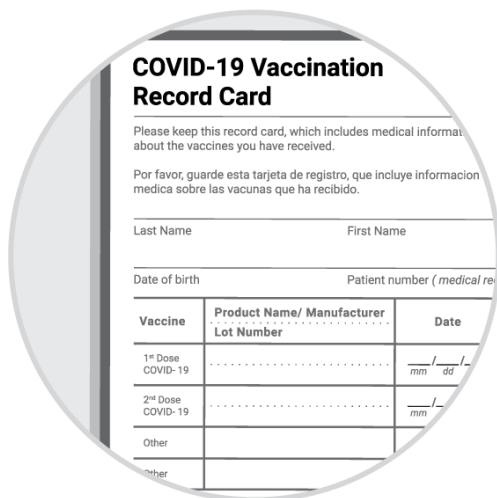 COVID-19 Vaccination
Record Card
Please keep this record card, which includes medical
about the vaccines you have received.
Por favor, guarde esta tarjeta de registro, que incluye informacion
medica sobre las vacunas que ha recibido.
Last Name First Name
Date of birth Patient number ( medical
Vaccine Product Name/ Manufacturer Date
Lot Number
1st Dose
COVID- 19
mm dd
2nd Dose
COVID- 19
mm
Other
Other